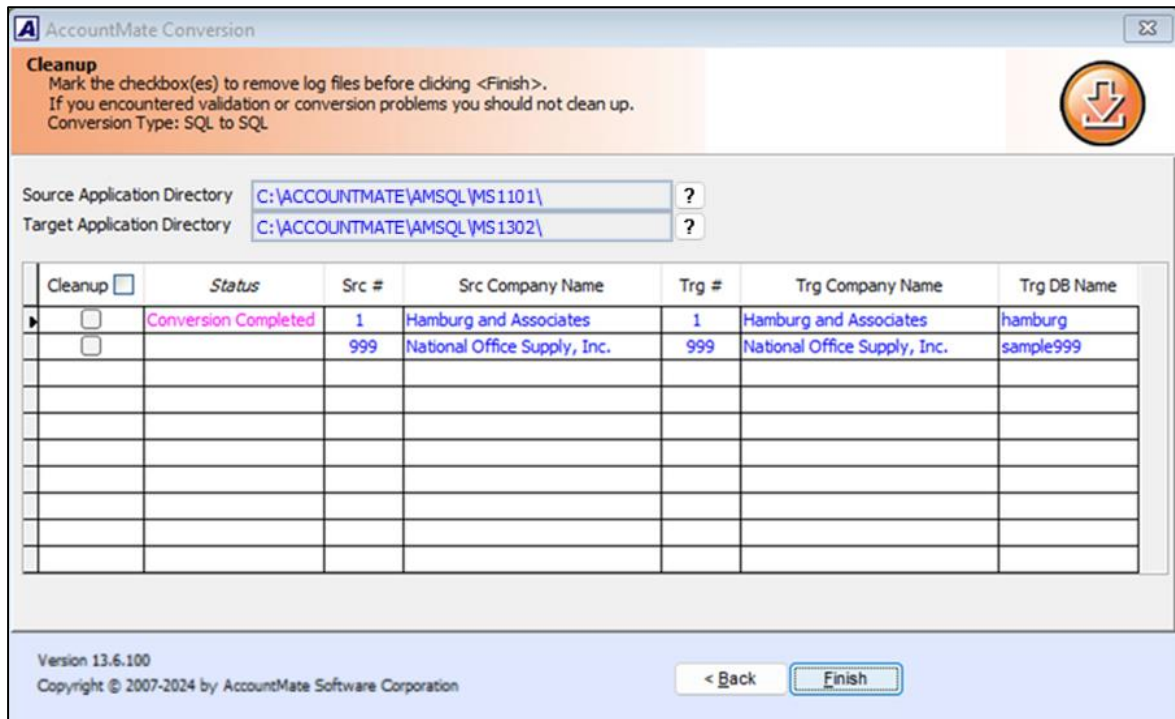 AccountMate Conversion
Cleanup
Mark the checkbox(es) to remove log files before clicking <Finish>.
If you encountered validation or conversion problems you should not clean up.
Conversion Type: SQL to SQL
Source Application Directory C:\ACCOUNTMATE\AMSQL\MS1101\ ?
Target Application Directory C:\ACCOUNTMATE\AMSQL\MS1302\ ?
Cleanup Status Src # Src Company Name Trg # Trg Company Name Trg DB Name
Conversion Completed 1 Hamburg and Associates 1 Hamburg and Associates hamburg
999 National Office Supply, Inc. 999 National Office Supply, Inc. sample999
Version 13.6.100
Copyright © 2007-2024 by AccountMate Software Corporation
< Back Finish